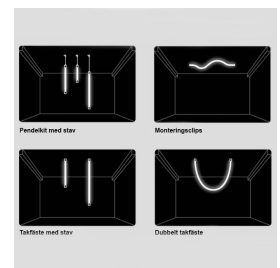 Pendelkit med stav
Monteringsclips
Takfäste med stav
Dubbelt takfäste